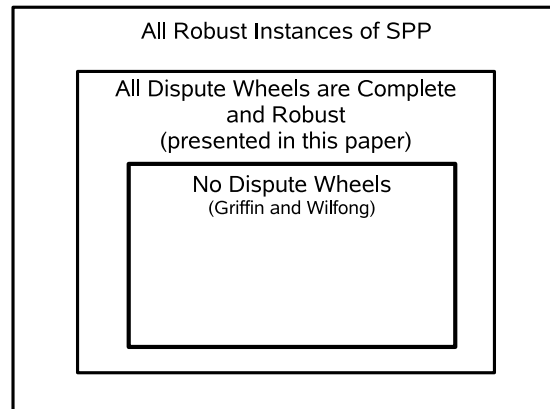 All Robust Instances of SPP
All Dispute Wheels are Complete
and Robust
(presented in this paper)
No Dispute Wheels
(Griffin and Wilfong)